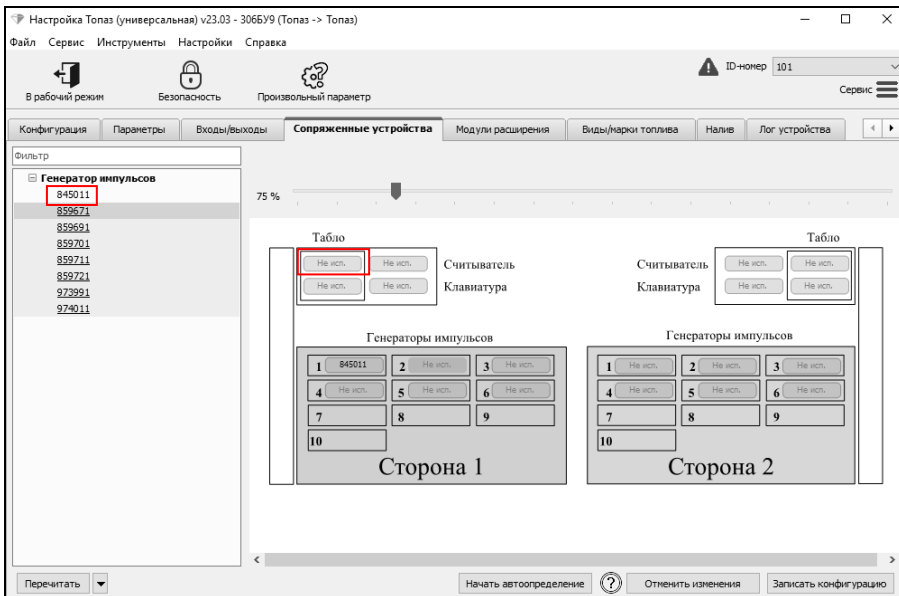 Настройка Топаз (универсальная) v23.03 - 306БУ9 (Топаз -> Топаз)
Файл Сервис Инструменты Настройки Справка
В рабочий режим Безопасность Произвольный параметр ID-номер 101
Сервис
Конфигурация Параметры Входы/выходы Сопряженные устройства Модули расширения Виды/марки топлива Налив Лог устройства
Фильтр
Генератор импульсов
845011
859671
859691
859701
859711
859721
973991
974011
75 %
Табло Табло
Не исп. Не исп. Считыватель Считыватель Не исп. Не исп.
Не исп. Не исп. Клавиатура Клавиатура Не исп. Не исп.
Генераторы импульсов Генераторы импульсов
1 845011 2 Не исп. 3 Не исп. 1 Не исп. 2 Не исп. 3 Не исп.
4 Не исп. 5 Не исп. 6 Не исп. 4 Не исп. 5 Не исп. 6 Не исп.
7 8 9 7 8 9
10 10
Сторона 1 Сторона 2
Перечитать Начать автоопределение ? Отменить изменения Записать конфигурацию